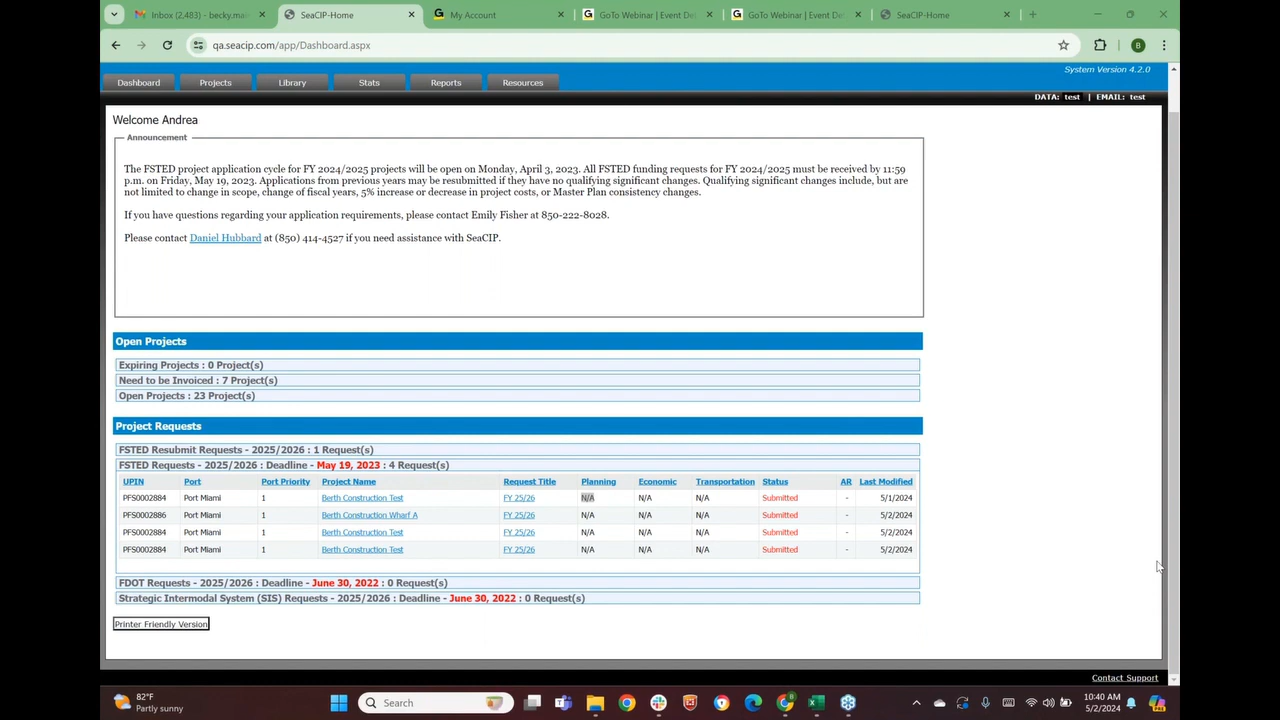 Inbox (2,483) - becky.mai
SeaCIP-Home
My Account
GoTo Webinar | Event De
GoTo Webinar | Event De
SeaCIP-Home
qa.seacip.com/app/Dashboard.aspx
B
System Version 4.2.0
Dashboard Projects Library Stats Reports Resources
DATA: test | EMAIL: test
Welcome Andrea
Announcement
The FSTED project application cycle for FY 2024/2025 projects will be open on Monday, April 3, 2023. All FSTED funding requests for FY 2024/2025 must be received by 11:59
p.m. on Friday, May 19, 2023. Applications from previous years may be resubmitted if they have no qualifying significant changes. Qualifying significant changes include, but are
not limited to change in scope, change of fiscal years, 5% increase or decrease in project costs, or Master Plan consistency changes.
If you have questions regarding your application requirements, please contact Emily Fisher at 850-222-8028.
Please contact Daniel Hubbard at (850) 414-4527 if you need assistance with SeaCIP.
Open Projects
Expiring Projects : 0 Project(s)
Need to be Invoiced : 7 Project(s)
Open Projects : 23 Project(s)
Project Requests
FSTED Resubmit Requests - 2025/2026 : 1 Request(s)
FSTED Requests - 2025/2026 : Deadline - May 19, 2023 : 4 Request(s)
UPIN Port Port Priority Project Name Request Title Planning Economic Transportation Status AR Last Modified
PFS0002884 Port Miami 1 Berth Construction Test FY 25/26 N/A N/A N/A Submitted - 5/1/2024
PFS0002886 Port Miami 1 Berth Construction Wharf A FY 25/26 N/A N/A N/A Submitted - 5/2/2024
PFS0002884 Port Miami 1 Berth Construction Test FY 25/26 N/A N/A N/A Submitted - 5/2/2024
PFS0002884 Port Miami 1 Berth Construction Test FY 25/26 N/A N/A N/A Submitted - 5/2/2024
FDOT Requests - 2025/2026 : Deadline - June 30, 2022 : 0 Request(s)
Strategic Intermodal System (SIS) Requests - 2025/2026 : Deadline - June 30, 2022 : 0 Request(s)
Printer Friendly Version
Contact Support
82°F
Partly sunny
Search
10:40 AM
5/2/2024